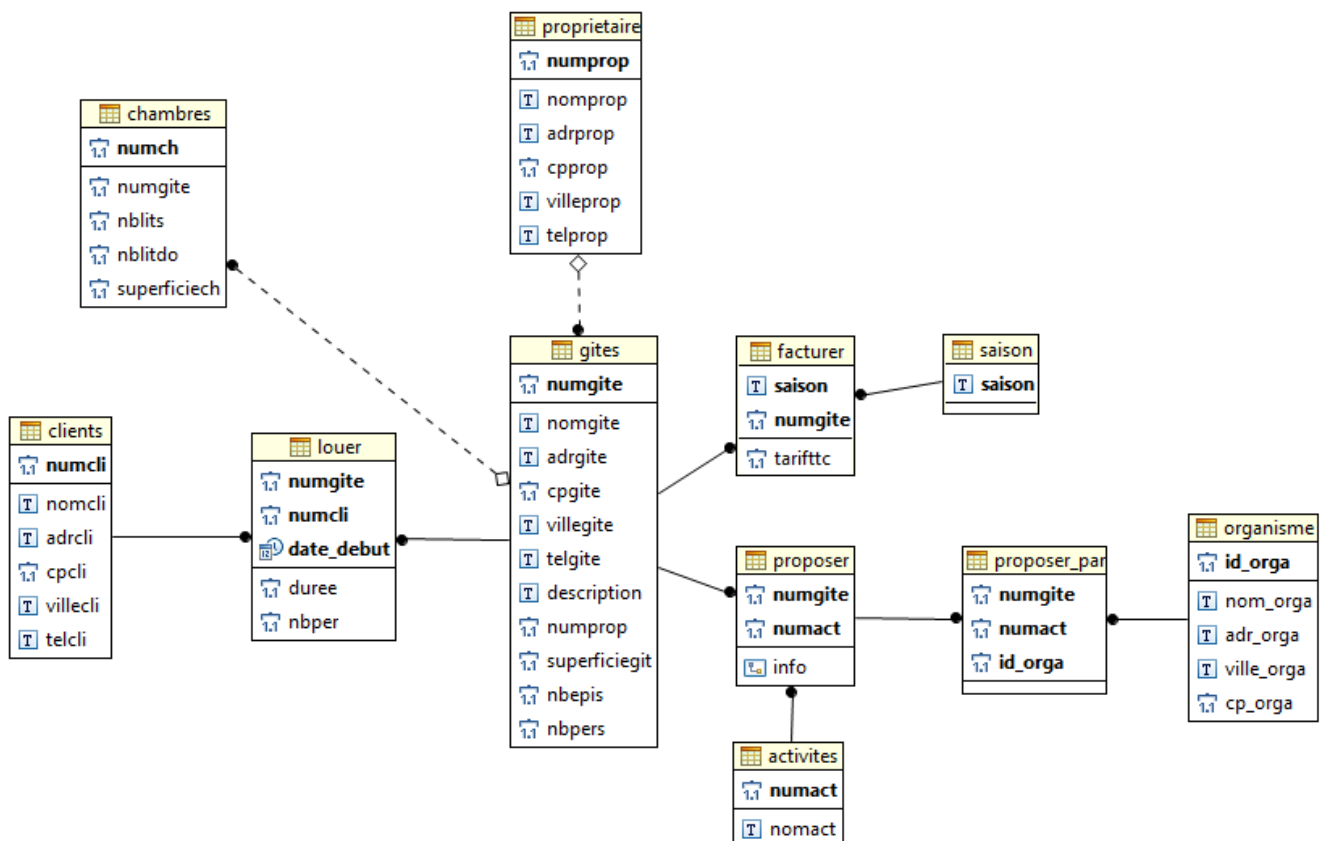 proprietaire
numprop
nomprop
adrprop
cpprop
villeprop
telprop
chambres
numch
numgite
nblits
nblitdo
superficiech
gites
numgite
nomgite
adrgite
cpgite
villegite
telgite
description
numprop
superficiegit
nbepis
nbpers
facturer
saison
numgite
tarifttc
saison
saison
clients
numcli
nomcli
adrcli
cpcli
villecli
telcli
louer
numgite
numcli
date_debut
duree
nbper
proposer
numgite
numact
info
proposer_par
numgite
numact
id_orga
organisme
id_orga
nom_orga
adr_orga
ville_orga
cp_orga
activites
numact
nomact